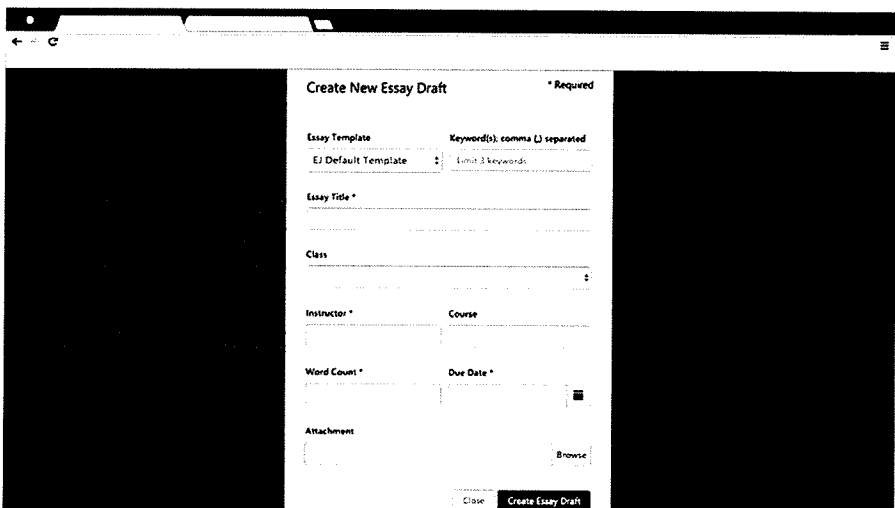 Create New Essay Draft * Required
Essay Template Keyword(s); comma (,) separated
EJ Default Template Limit 3 keywords
Essay Title *
Class
Instructor * Course
Word Count * Due Date *
Attachment
Browse
Close Create Essay Draft